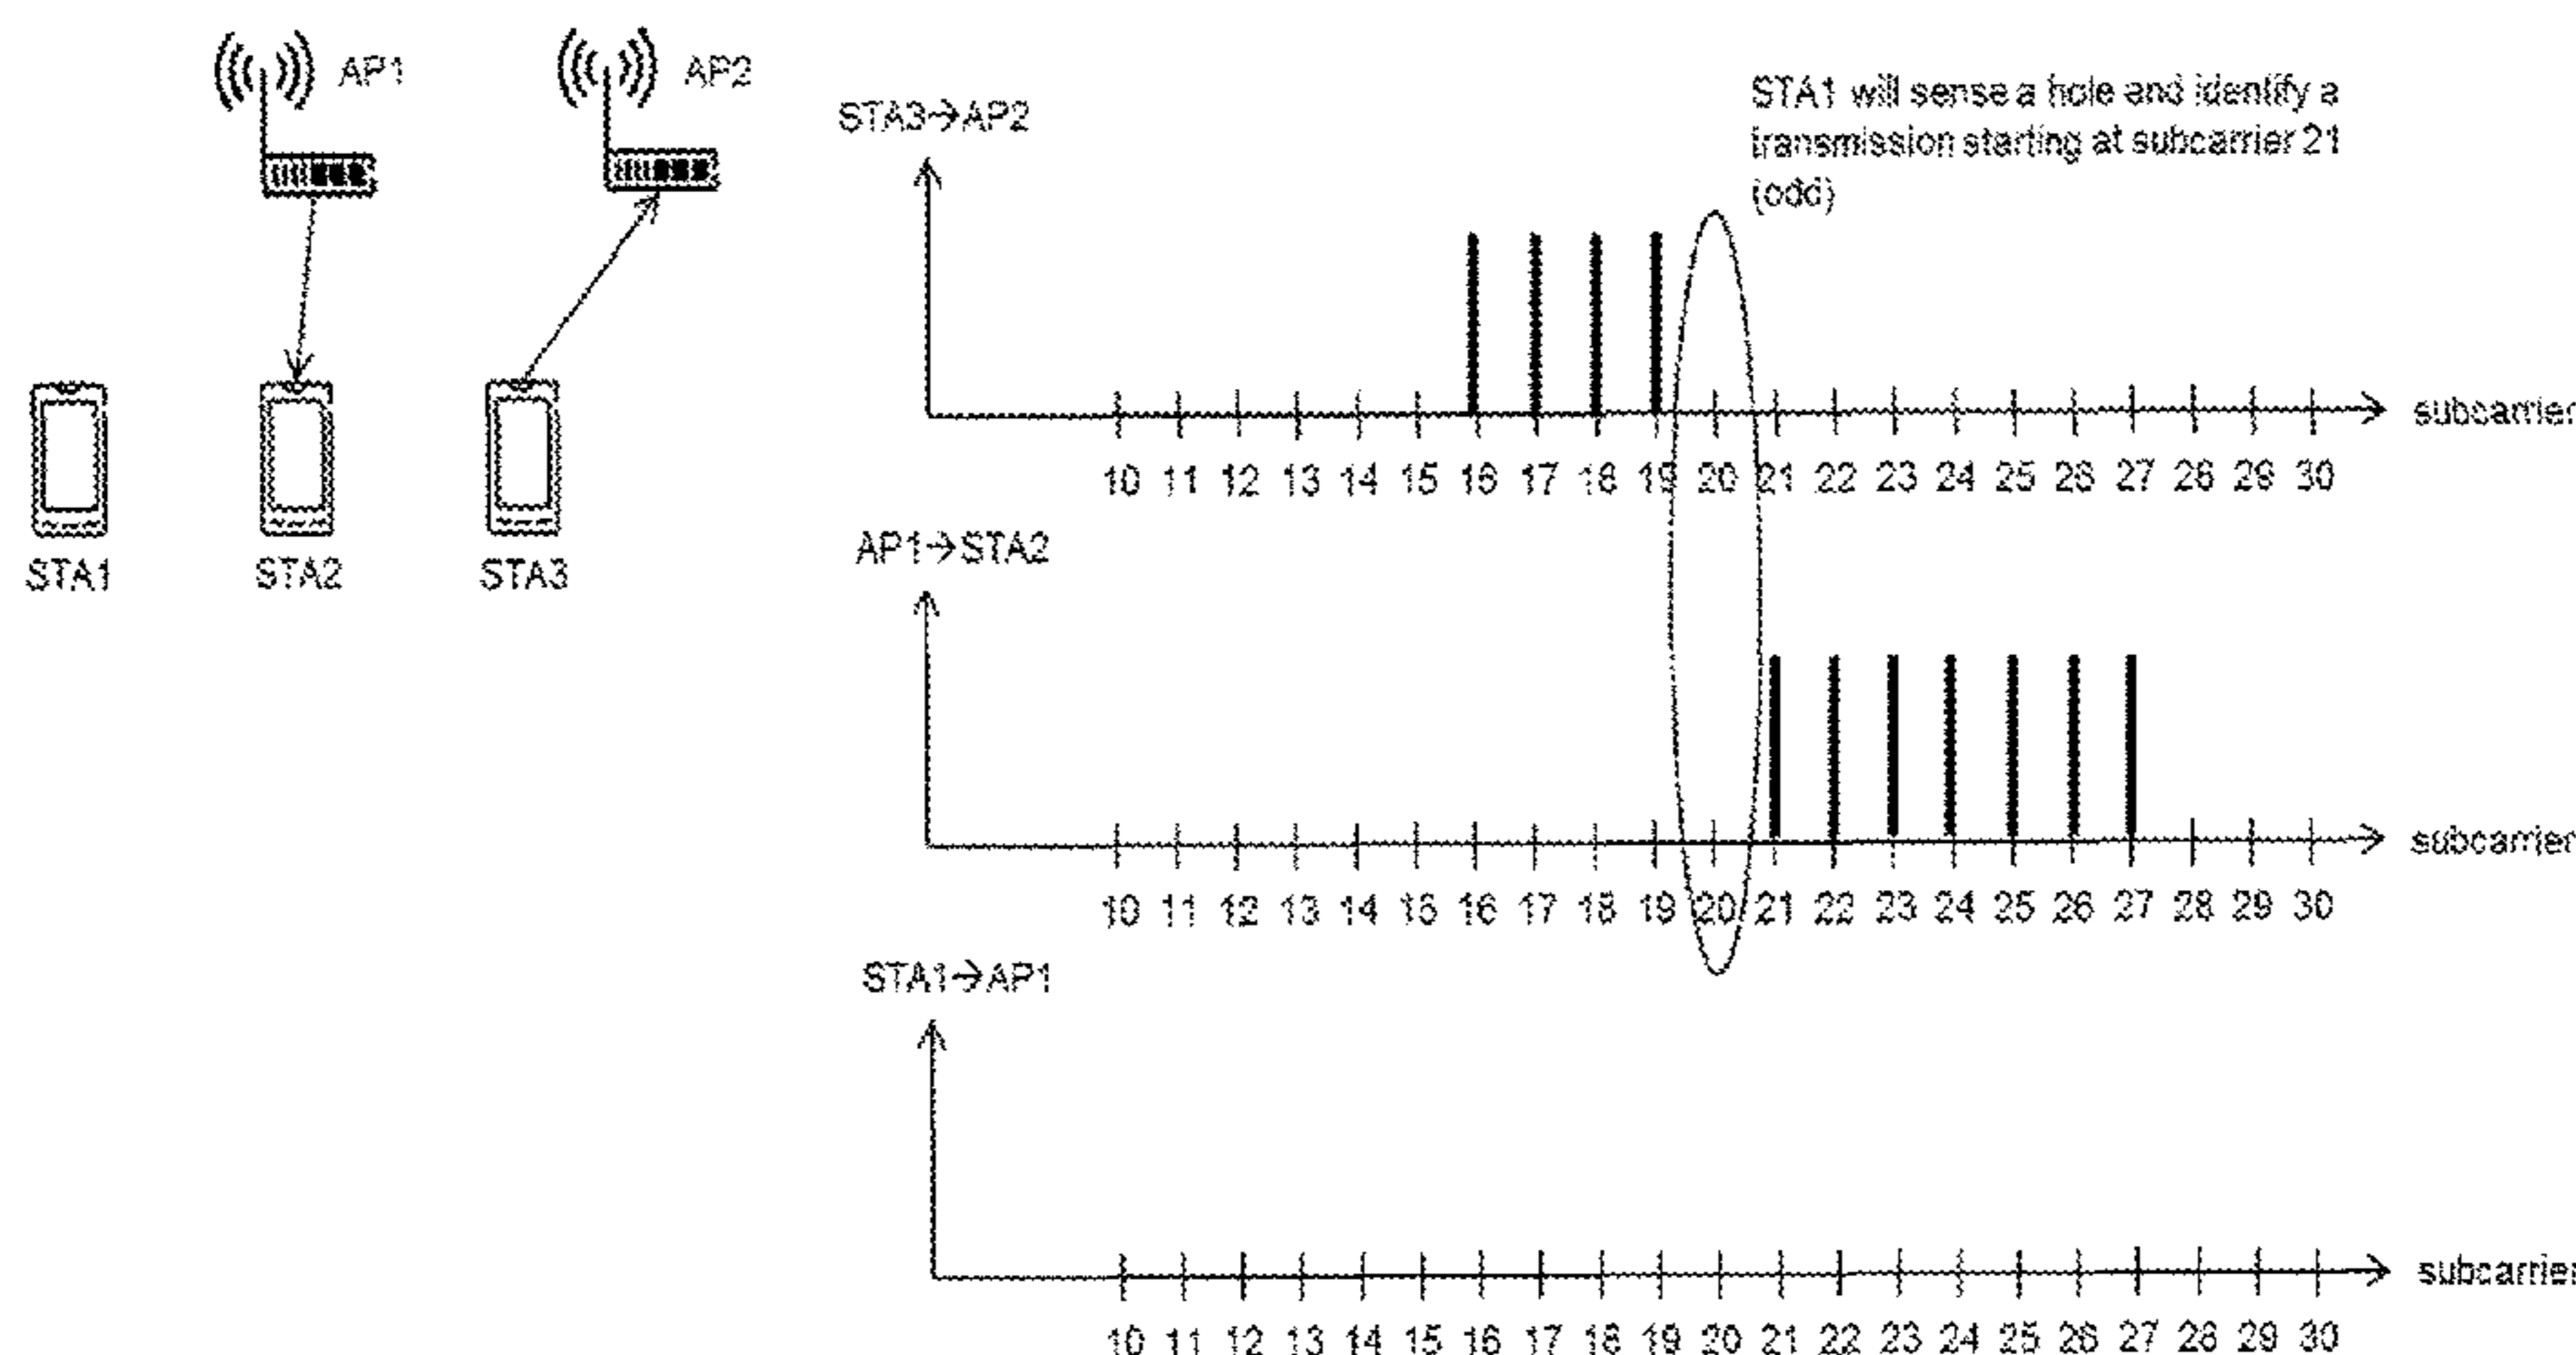 AP1
AP2
STA1
STA2
STA3
STA3→AP2
STA1 will sense a hole and identify a
transmission starting at subcarrier 21
(odd)
subcarrier
10 11 12 13 14 15 16 17 18 19 20 21 22 23 24 25 26 27 28 29 30
AP1→STA2
subcarrier
10 11 12 13 14 15 16 17 18 19 20 21 22 23 24 25 26 27 28 29 30
STA1→AP1
subcarrier
10 11 12 13 14 15 16 17 18 19 20 21 22 23 24 25 26 27 28 29 30